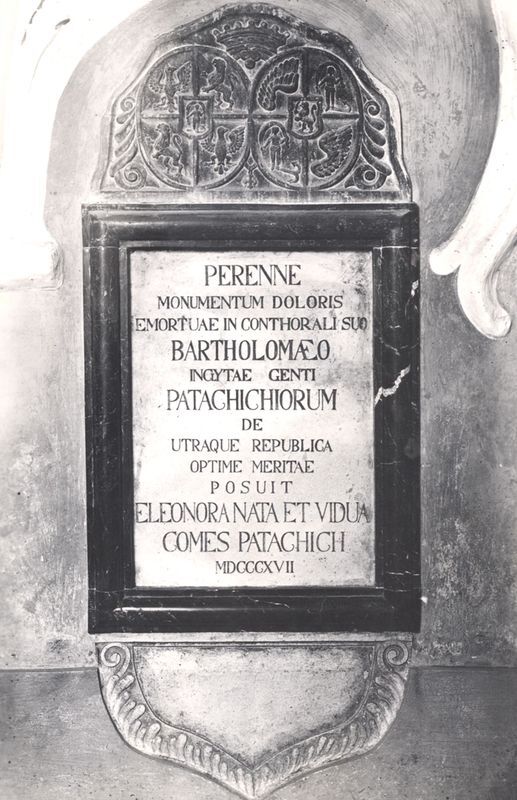 PERENNE
MONUMENTUM DOLORIS
EMORTUAE IN CONTHORALI SUO
BARTHOLOMÆO
INGYTAE GENTI
PATACHICHIORUM
DE
UTRAQUE REPUBLICA
OPTIME MERITAE
POSUIT
ELEONORA NATA ET VIDUA
COMES PATACHICH
MDCCCXVII